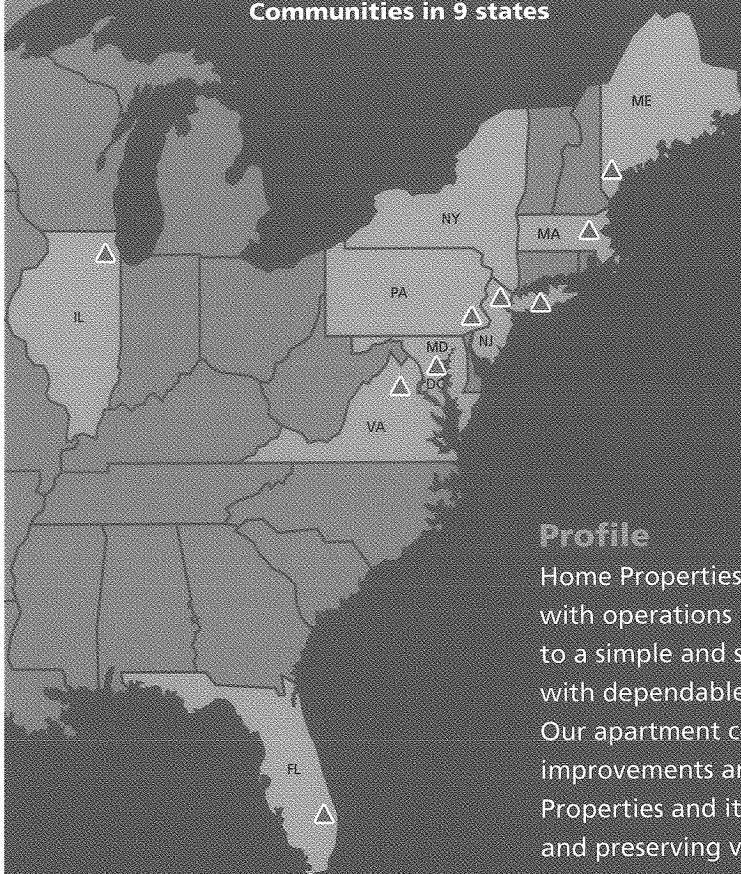 Communities in 9 states
ME
NY
MA
PA
IL
NJ
MD
DC
VA
FL
Profile
Home Properties
with operations
to a simple and s
with dependable
Our apartment c
improvements an
Properties and it
and preserving v